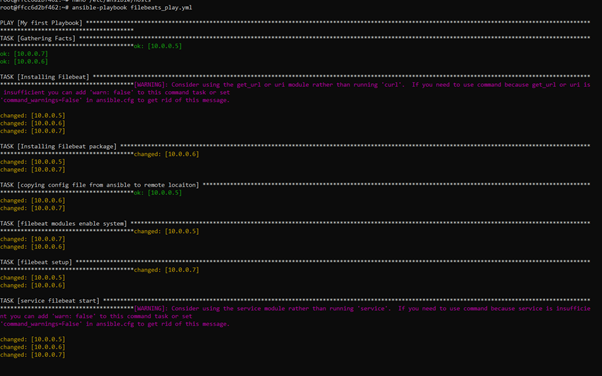 root@ffcc6d2bf462:~# nano /etc/ansible/hosts
root@ffcc6d2bf462:~# ansible-playbook filebeats_play.yml
PLAY [My first Playbook] ****************************************************************
**************************************
TASK [Gathering Facts] ****************************************************************
**************************************ok: [10.0.0.5]
ok: [10.0.0.7]
ok: [10.0.0.6]
TASK [Installing Filebeat] ****************************************************************
**************************************[WARNING]: Consider using the get_url or uri module rather than running 'curl'.  If you need to use command because get_url or uri is
 insufficient you can add 'warn: false' to this command task or set
'command_warnings=False' in ansible.cfg to get rid of this message.
changed: [10.0.0.5]
changed: [10.0.0.6]
changed: [10.0.0.7]
TASK [Installing Filebeat package] ****************************************************************
**************************************changed: [10.0.0.6]
changed: [10.0.0.5]
changed: [10.0.0.7]
TASK [copying config file from ansible to remote locaiton] ****************************************************************
**************************************ok: [10.0.0.5]
changed: [10.0.0.6]
changed: [10.0.0.7]
TASK [filebeat modules enable system] ****************************************************************
**************************************changed: [10.0.0.5]
changed: [10.0.0.7]
changed: [10.0.0.6]
TASK [filebeat setup] ****************************************************************
**************************************changed: [10.0.0.7]
changed: [10.0.0.5]
changed: [10.0.0.6]
TASK [service filebeat start] ****************************************************************
**************************************[WARNING]: Consider using the service module rather than running 'service'.  If you need to use command because service is insufficie
nt you can add 'warn: false' to this command task or set
'command_warnings=False' in ansible.cfg to get rid of this message.
changed: [10.0.0.5]
changed: [10.0.0.6]
changed: [10.0.0.7]